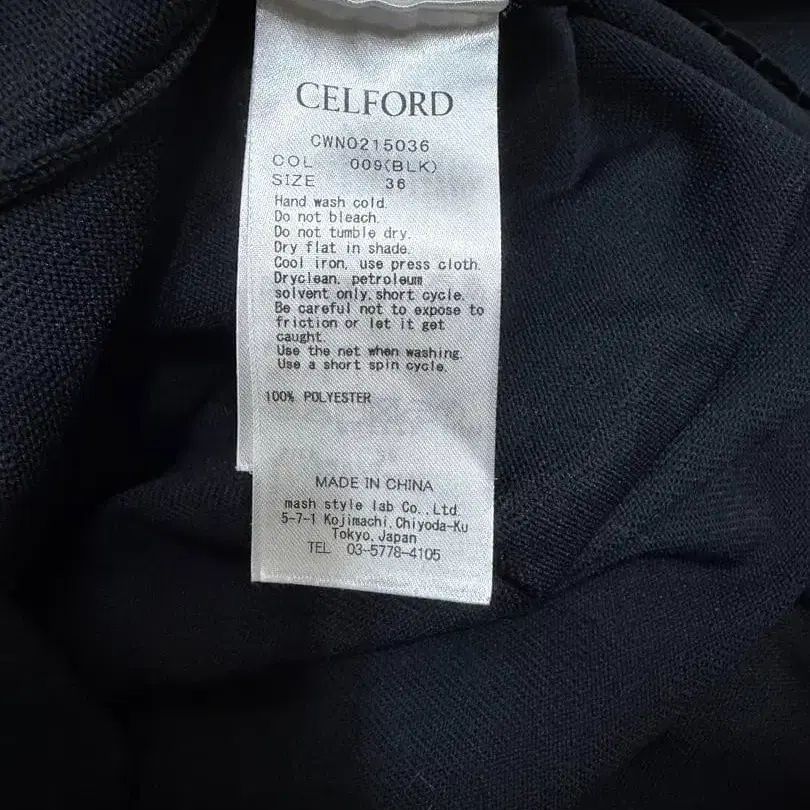 CELFORD
CWNO215036
COL 009(BLK)
SIZE 36
Hand wash cold.
Do not bleach.
Do not tumble dry.
Dry flat in shade.
Cool iron, use press cloth.
Dryclean, petroleum
solvent only,short cycle.
Be careful not to expose to
friction or let it get
caught.
Use the net when washing.
Use a short spin cycle.
100% POLYESTER
MADE IN CHINA
mash style lab Co.,Ltd.
5-7-1 Kojimachi,Chiyoda-Ku
Tokyo,Japan
TEL 03-5778-4105